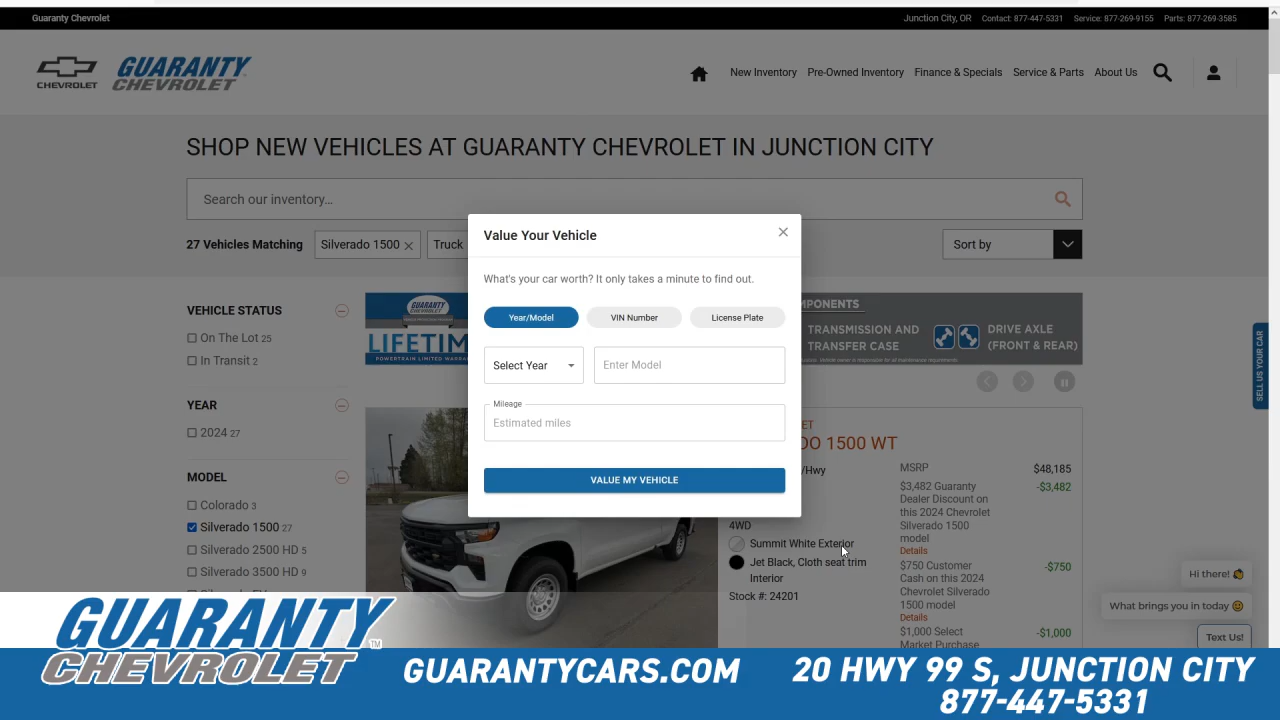 Guaranty Chevrolet
Junction City, OR Contact: 877-447-5331 Service: 877-269-9155 Parts: 877-269-3585
CHEVROLET
GUARANTY
CHEVROLET
New Inventory Pre-Owned Inventory Finance & Specials Service & Parts About Us
SHOP NEW VEHICLES AT GUARANTY CHEVROLET IN JUNCTION CITY
Search our inventory...
27 Vehicles Matching Silverado 1500 Truck Sort by
Value Your Vehicle
What's your car worth? It only takes a minute to find out.
Year/Model VIN Number License Plate
Select Year Enter Model
Mileage
Estimated miles
VALUE MY VEHICLE
VEHICLE STATUS
On The Lot 25
In Transit 2
YEAR
2024 27
MODEL
Colorado 3
Silverado 1500 27
Silverado 2500 HD 5
Silverado 3500 HD 9
GUARANTY
CHEVROLET
LIFETIM
POWERTRAIN LIMITED WARRA
MPONENTS
TRANSMISSION AND
TRANSFER CASE
DRIVE AXLE
(FRONT & REAR)
SELL US YOUR CAR
ET
DO 1500 WT
/Hwy
4WD
Summit White Exterior
Jet Black, Cloth seat trim
Interior
Stock #: 24201
MSRP $48,185
$3,482 Guaranty -$3,482
Dealer Discount on
this 2024 Chevrolet
Silverado 1500
model
Details
$750 Customer -$750
Cash on this 2024
Chevrolet Silverado
1500 model
Details
$1,000 Select -$1,000
Market Purchase
Hi there! 👋
What brings you in today 🙂
Text Us!
GUARANTY
CHEVROLET TM
GUARANTYCARS.COM
20 HWY 99 S, JUNCTION CITY
877-447-5331